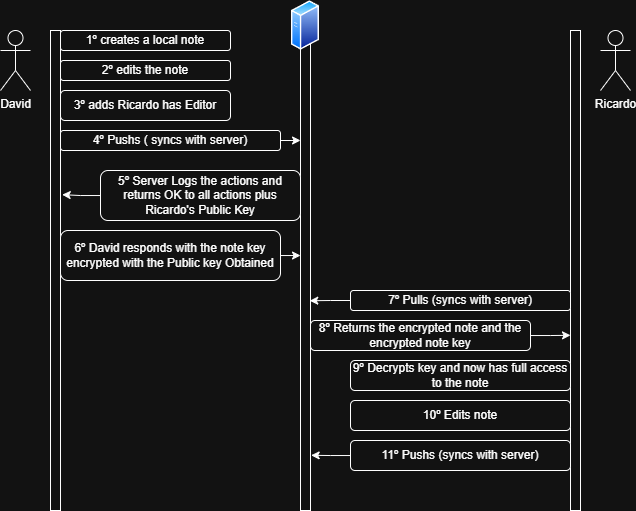 1º creates a local note
2º edits the note
David
Ricardo
3º adds Ricardo has Editor
4º Pushs ( syncs with server)
5º Server Logs the actions and
returns OK to all actions plus
Ricardo's Public Key
6º David responds with the note key
encrypted with the Public key Obtained
7º Pulls (syncs with server)
8º Returns the encrypted note and the
encrypted note key
9º Decrypts key and now has full access
to the note
10º Edits note
11º Pushs (syncs with server)